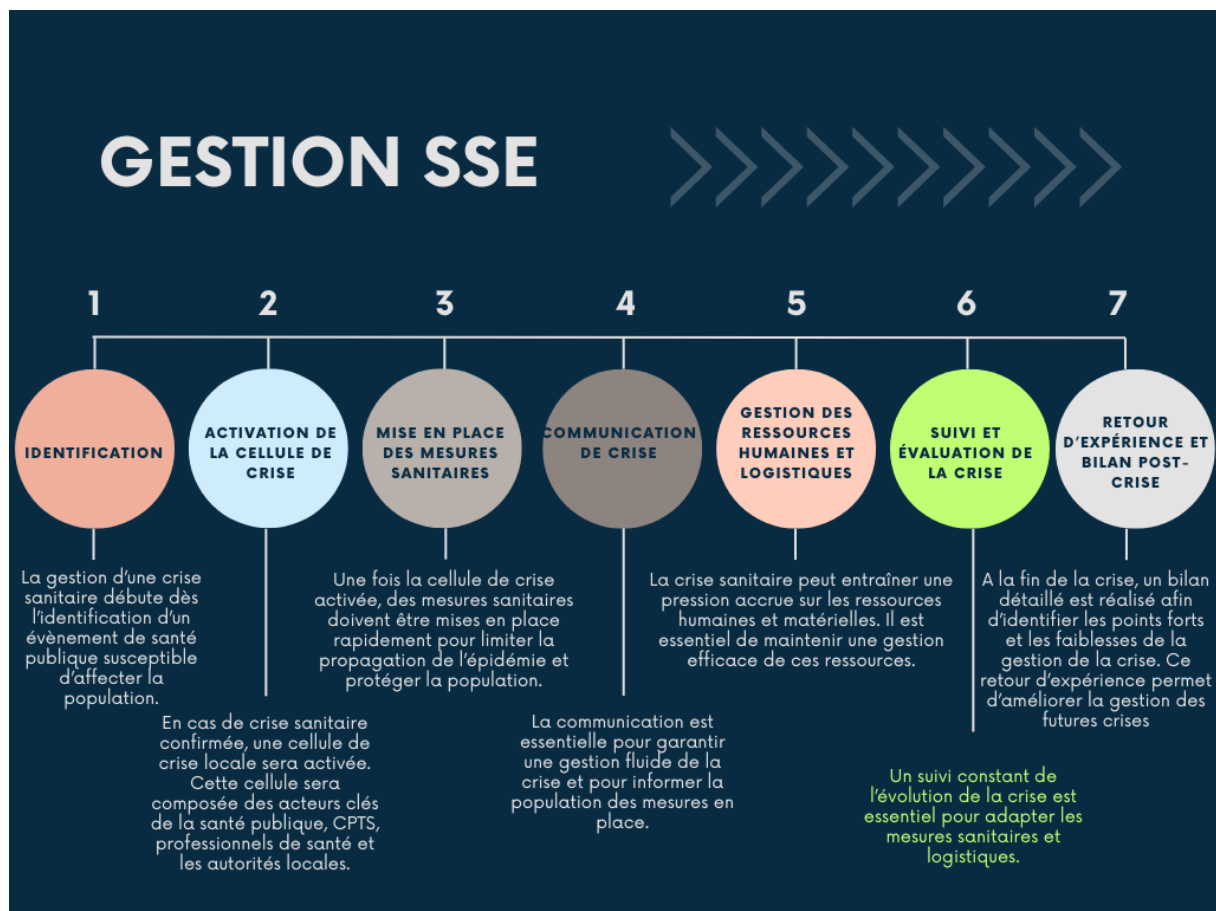 GESTION SSE
1
2
3
4
5
6
7
IDENTIFICATION
ACTIVATION DE
LA CELLULE DE
CRISE
MISE EN PLACE
DES MESURES
SANITAIRES
COMMUNICATION
DE CRISE
GESTION DES
RESSOURCES
HUMAINES ET
LOGISTIQUES
SUIVI ET
ÉVALUATION DE
LA CRISE
RETOUR
D'EXPÉRIENCE ET
BILAN POST-
CRISE
La gestion d'une crise
sanitaire débute dès
l'identification d'un
évènement de santé
publique susceptible
d'affecter la
population.
En cas de crise sanitaire
confirmée, une cellule de
crise locale sera activée.
Cette cellule sera
composée des acteurs clés
de la santé publique, CPTS,
professionnels de santé et
les autorités locales.
Une fois la cellule de crise
activée, des mesures sanitaires
doivent être mises en place
rapidement pour limiter la
propagation de l'épidémie et
protéger la population.
La communication est
essentielle pour garantir
une gestion fluide de la
crise et pour informer la
population des mesures en
place.
La crise sanitaire peut entraîner une
pression accrue sur les ressources
humaines et matérielles. Il est
essentiel de maintenir une gestion
efficace de ces ressources.
Un suivi constant de
l'évolution de la crise est
essentiel pour adapter les
mesures sanitaires et
logistiques.
A la fin de la crise, un bilan
détaillé est réalisé afin
d'identifier les points forts
et les faiblesses de la
gestion de la crise. Ce
retour d'expérience permet
d'améliorer la gestion des
futures crises